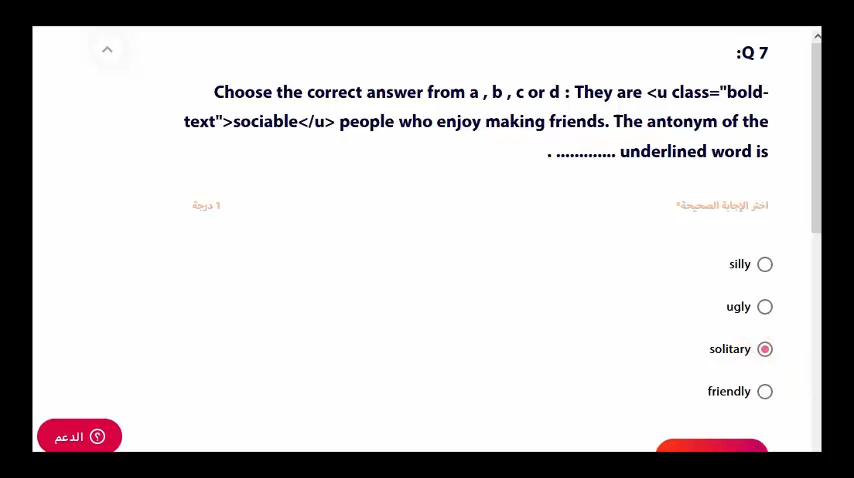 :Q 7
Choose the correct answer from a , b , c or d : They are <u class="bold-
text">sociable</u> people who enjoy making friends. The antonym of the
. ............. underlined word is
اختر الإجابة الصحيحة*
1 درجة
silly
ugly
solitary
friendly
الدعم